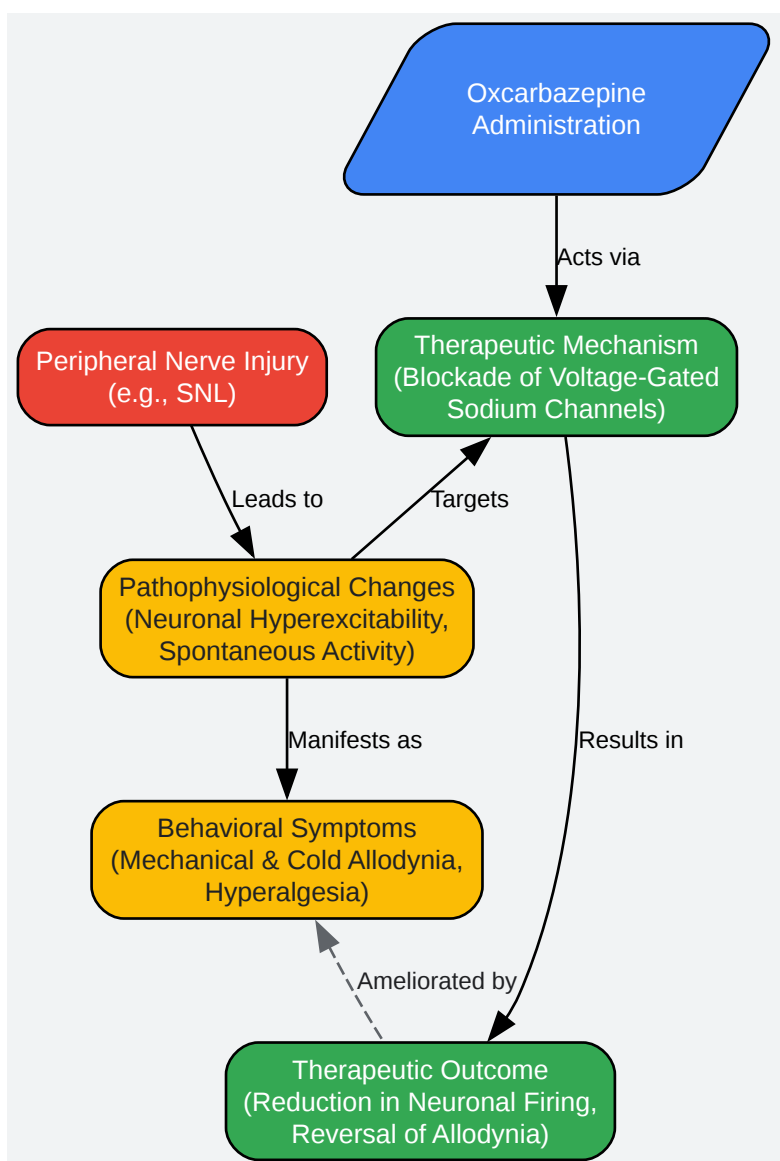 Oxcarbazepine
Administration
Acts via
Peripheral Nerve Injury
(e.g., SNL)
Therapeutic Mechanism
(Blockade of Voltage-Gated
Sodium Channels)
Leads to
Targets
Pathophysiological Changes
(Neuronal Hyperexcitability,
Spontaneous Activity)
Manifests as
Results in
Behavioral Symptoms
(Mechanical & Cold Allodynia,
Hyperalgesia)
Ameliorated by
Therapeutic Outcome
(Reduction in Neuronal Firing,
Reversal of Allodynia)